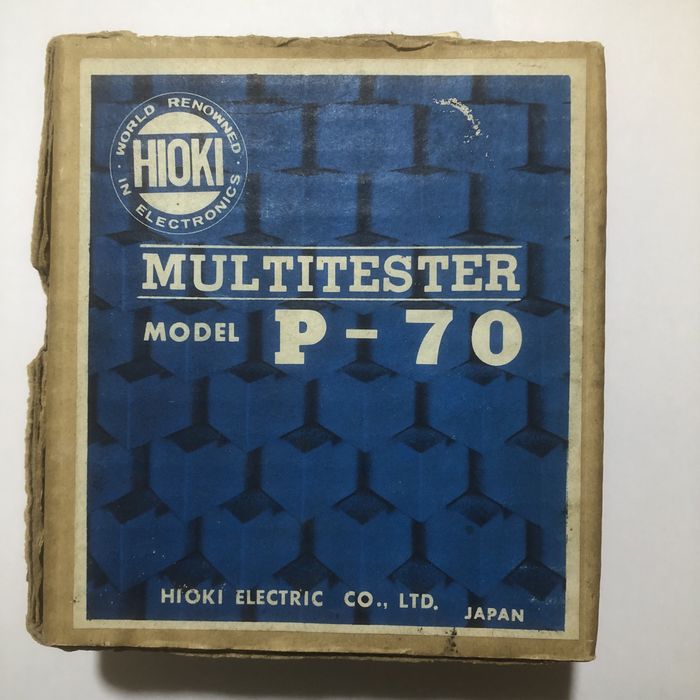 WORLD RENOWNED
HIOKI
IN ELECTRONICS
MULTITESTER
MODEL P-70
HIOKI ELECTRIC CO., LTD. JAPAN